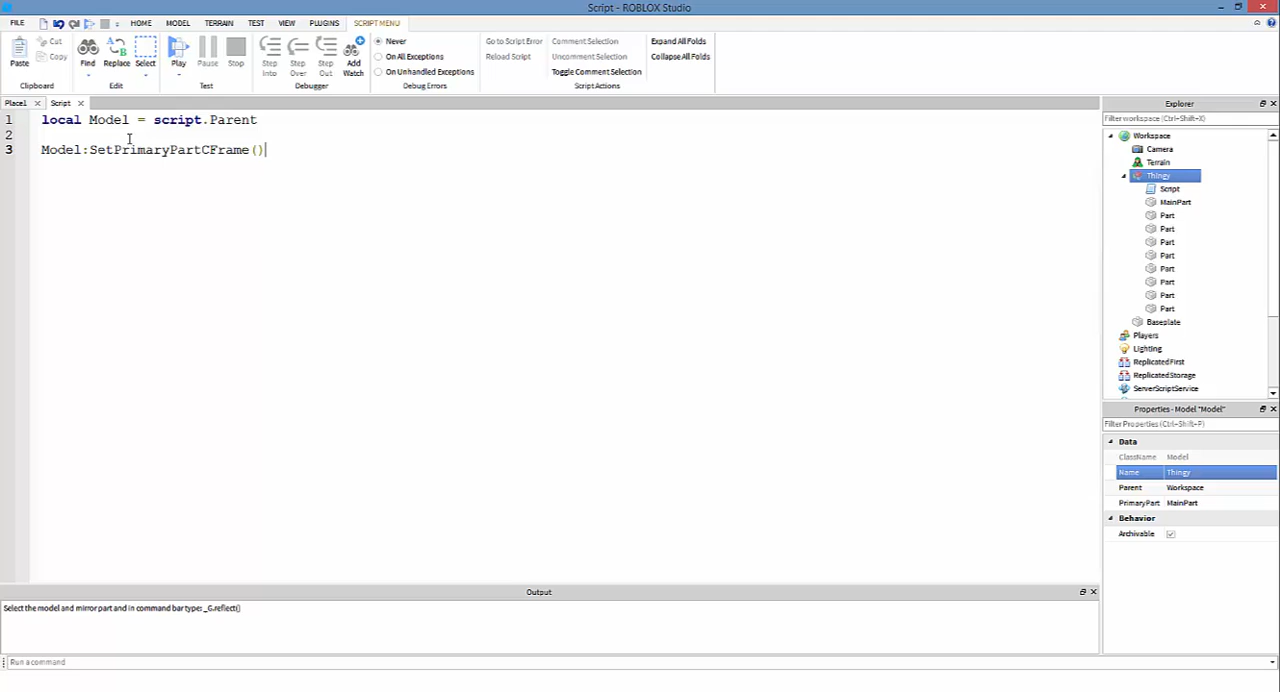 Script - ROBLOX Studio
FILE HOME MODEL TERRAIN TEST VIEW PLUGINS SCRIPT MENU
Paste Cut Copy Find Replace Select Play Pause Stop Step Into Step Over Step Out Add Watch
Never
On All Exceptions
On Unhandled Exceptions
Go to Script Error
Reload Script
Comment Selection
Uncomment Selection
Toggle Comment Selection
Expand All Folds
Collapse All Folds
Clipboard Edit Test Debugger Debug Errors Script Actions
Place1 Script
1 local Model = script.Parent
2
3 Model:SetPrimaryPartCFrame()
Explorer
Filter workspace (Ctrl+Shift+X)
Workspace
Camera
Terrain
Thingy
Script
MainPart
Part
Part
Part
Part
Part
Part
Part
Part
Baseplate
Players
Lighting
ReplicatedFirst
ReplicatedStorage
ServerScriptService
Properties - Model "Model"
Filter Properties (Ctrl+Shift+P)
Data
ClassName Model
Name Thingy
Parent Workspace
PrimaryPart MainPart
Behavior
Archivable
Output
Select the model and mirror part and in command bar type: _G.reflect()
Run a command